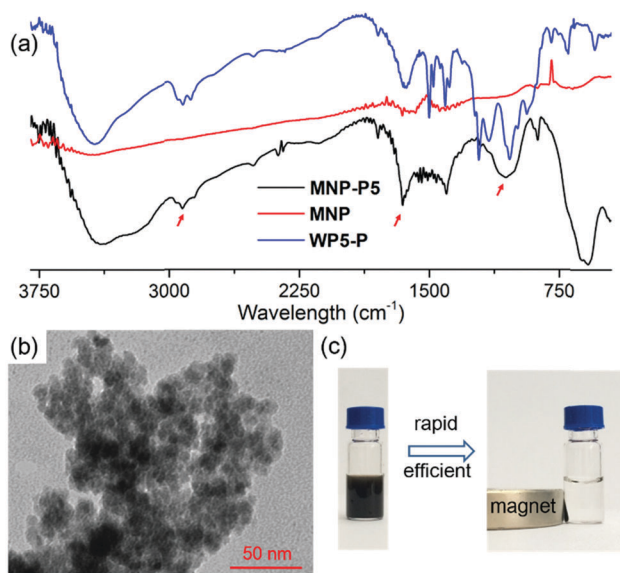 (a)
MNP-P5
MNP
WP5-P
3750 3000 2250 1500 750
Wavelength (cm⁻¹)
(b)
50 nm
(c)
rapid
efficient
magnet